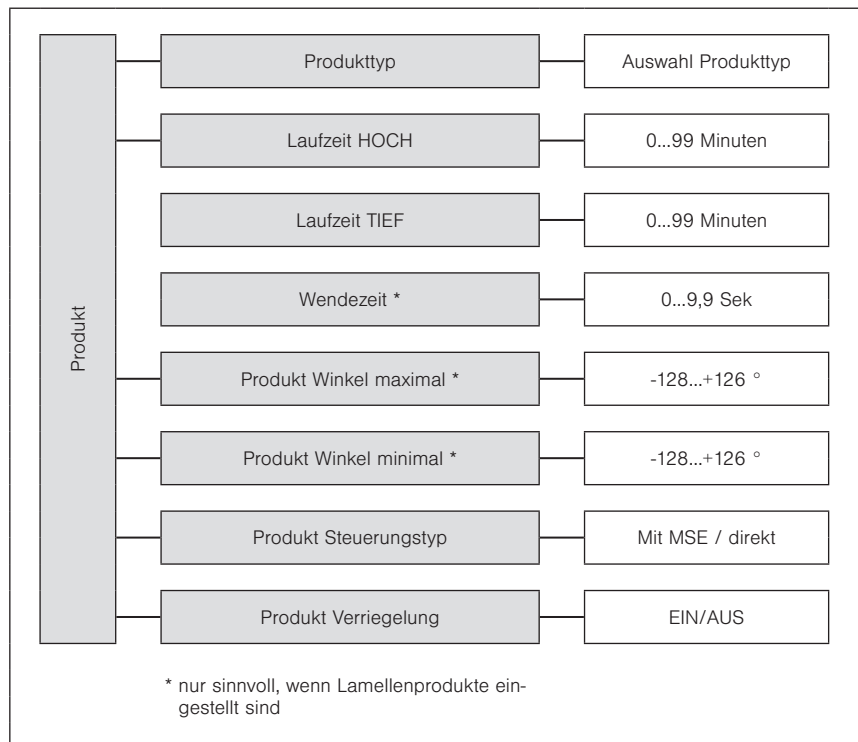 Produkt
Produkttyp
Auswahl Produkttyp
Laufzeit HOCH
0...99 Minuten
Laufzeit TIEF
0...99 Minuten
Wendezeit *
0...9,9 Sek
Produkt Winkel maximal *
-128...+126 °
Produkt Winkel minimal *
-128...+126 °
Produkt Steuerungstyp
Mit MSE / direkt
Produkt Verriegelung
EIN/AUS
* nur sinnvoll, wenn Lamellenprodukte ein-
gestellt sind